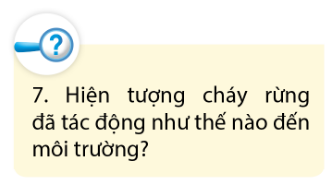 7. Hiện tượng cháy rừng
đã tác động như thế nào đến
môi trường?